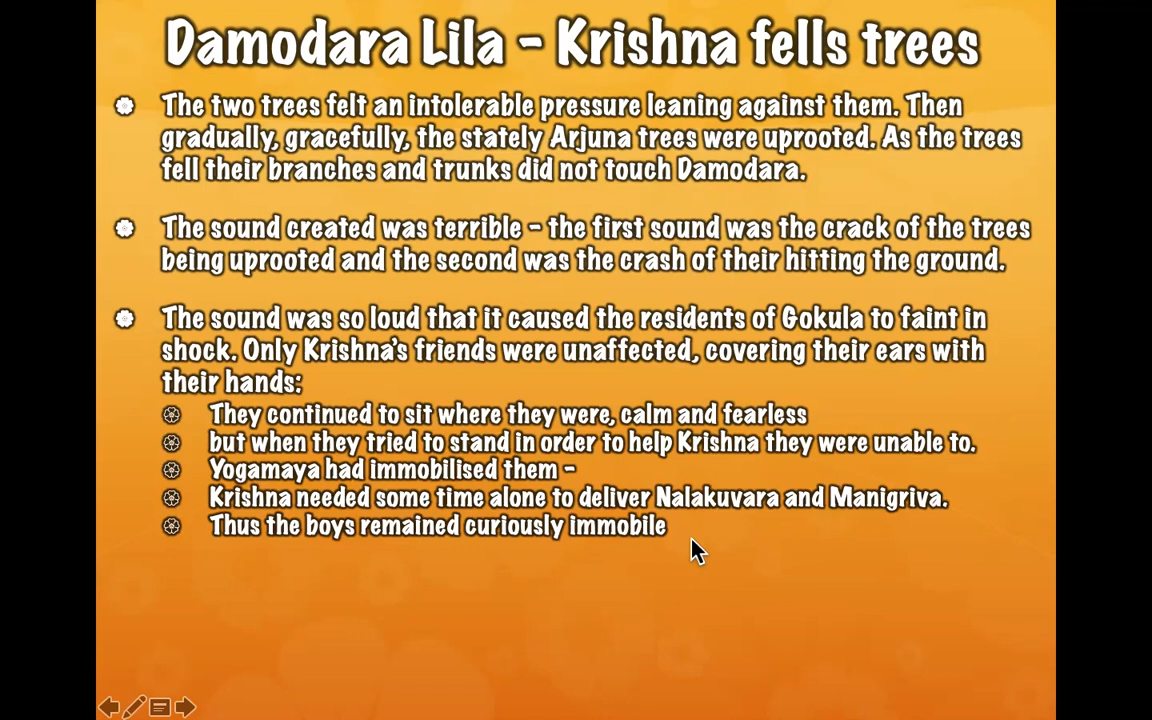 Damodara Lila - Krishna fells trees
The two trees felt an intolerable pressure leaning against them. Then
gradually, gracefully, the stately Arjuna trees were uprooted. As the trees
fell their branches and trunks did not touch Damodara.
The sound created was terrible - the first sound was the crack of the trees
being uprooted and the second was the crash of their hitting the ground.
The sound was so loud that it caused the residents of Gokula to faint in
shock. Only Krishna's friends were unaffected, covering their ears with
their hands:
They continued to sit where they were, calm and fearless
but when they tried to stand in order to help Krishna they were unable to.
Yogamaya had immobilised them -
Krishna needed some time alone to deliver Nalakuvara and Manigriva.
Thus the boys remained curiously immobile